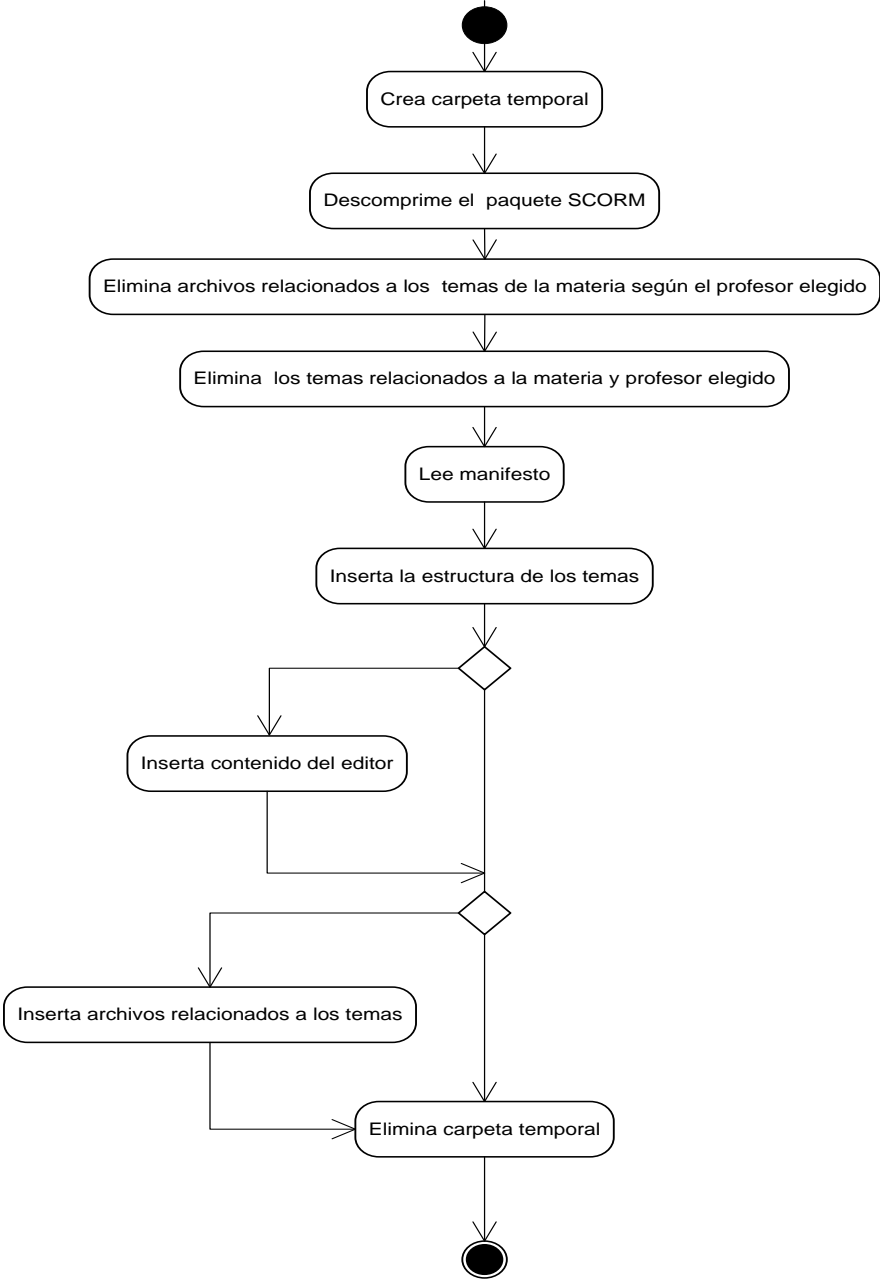 Crea carpeta temporal
Descomprime el paquete SCORM
Elimina archivos relacionados a los temas de la materia según el profesor elegido
Elimina los temas relacionados a la materia y profesor elegido
Lee manifesto
Inserta la estructura de los temas
Inserta contenido del editor
Inserta archivos relacionados a los temas
Elimina carpeta temporal